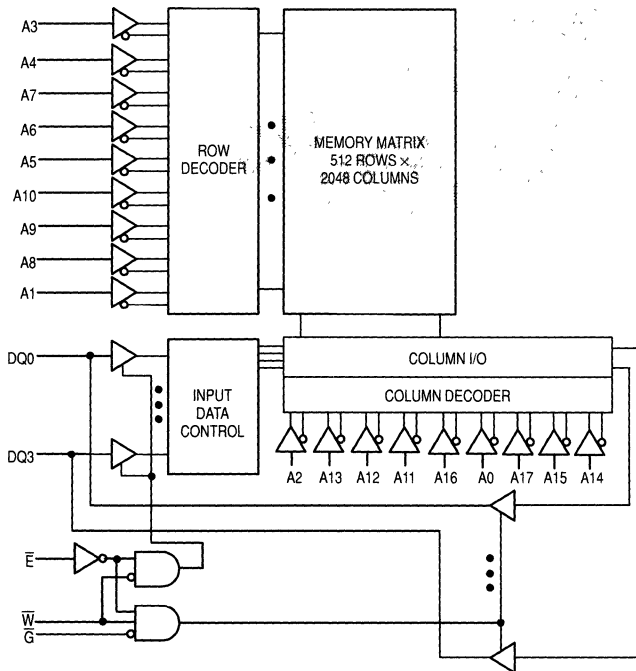 A3
A4
A7
A6
A5
A10
A9
A8
A1
ROW
DECODER
MEMORY MATRIX
512 ROWS ×
2048 COLUMNS
DQ0
DQ3
INPUT
DATA
CONTROL
COLUMN I/O
COLUMN DECODER
A2 A13 A12 A11 A16 A0 A17 A15 A14
E̅
W̅
G̅